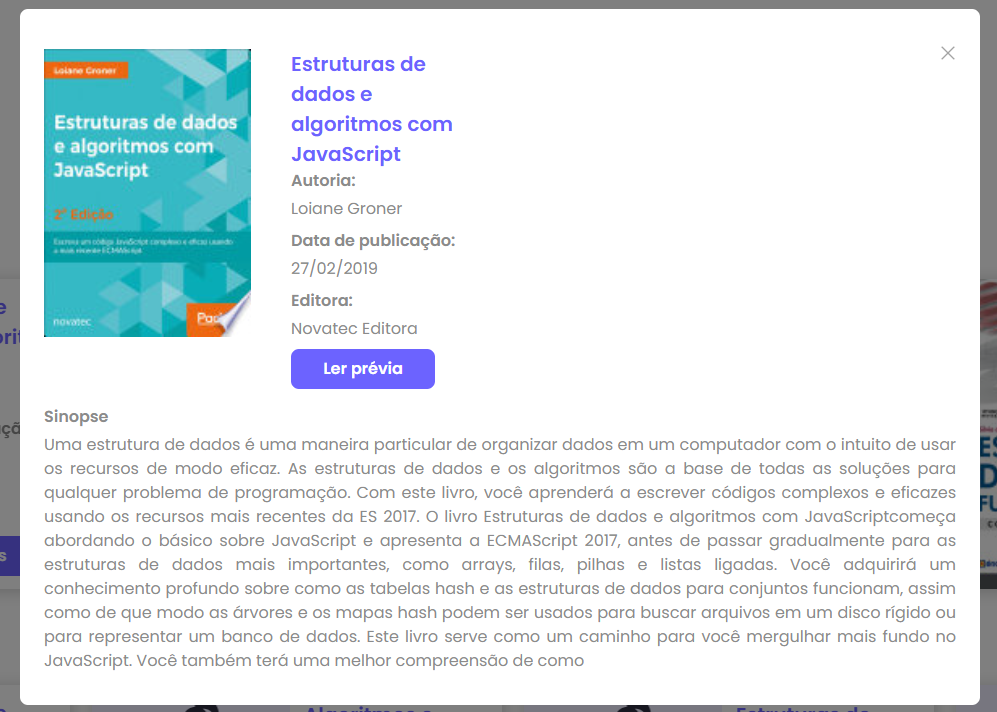 Loiane Groner
Estruturas de dados
e algoritmos com
JavaScript
2ª Edição
Escreva um código JavaScript complexo e eficaz usando
a mais recente ECMAScript
novatec
Estruturas de
dados e
algoritmos com
JavaScript
Autoria:
Loiane Groner
Data de publicação:
27/02/2019
Editora:
Novatec Editora
Ler prévia
Sinopse
Uma estrutura de dados é uma maneira particular de organizar dados em um computador com o intuito de usar
os recursos de modo eficaz. As estruturas de dados e os algoritmos são a base de todas as soluções para
qualquer problema de programação. Com este livro, você aprenderá a escrever códigos complexos e eficazes
usando os recursos mais recentes da ES 2017. O livro Estruturas de dados e algoritmos com JavaScriptcomeça
abordando o básico sobre JavaScript e apresenta a ECMAScript 2017, antes de passar gradualmente para as
estruturas de dados mais importantes, como arrays, filas, pilhas e listas ligadas. Você adquirirá um
conhecimento profundo sobre como as tabelas hash e as estruturas de dados para conjuntos funcionam, assim
como de que modo as árvores e os mapas hash podem ser usados para buscar arquivos em um disco rígido ou
para representar um banco de dados. Este livro serve como um caminho para você mergulhar mais fundo no
JavaScript. Você também terá uma melhor compreensão de como